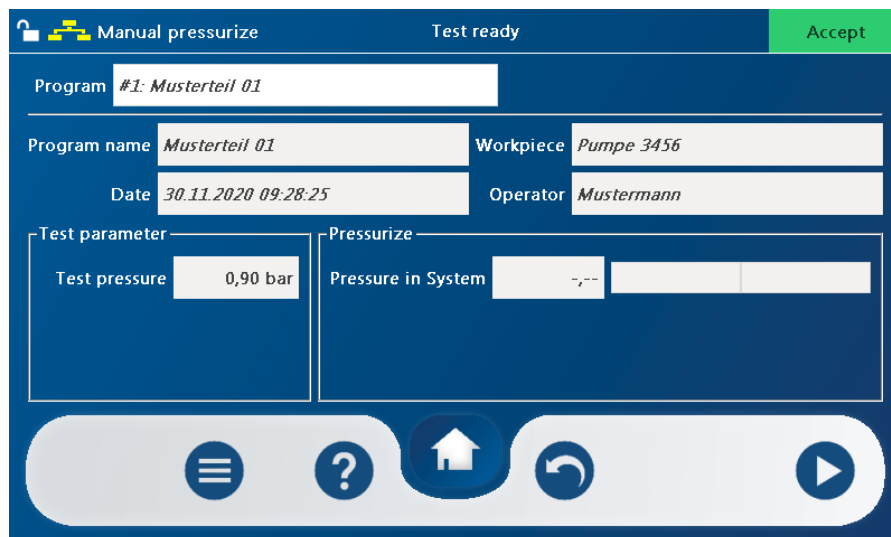 Manual pressurize Test ready Accept
Program #1: Musterteil 01
Program name Musterteil 01 Workpiece Pumpe 3456
Date 30.11.2020 09:28:25 Operator Mustermann
Test parameter Pressurize
Test pressure 0,90 bar Pressure in System -,--
?